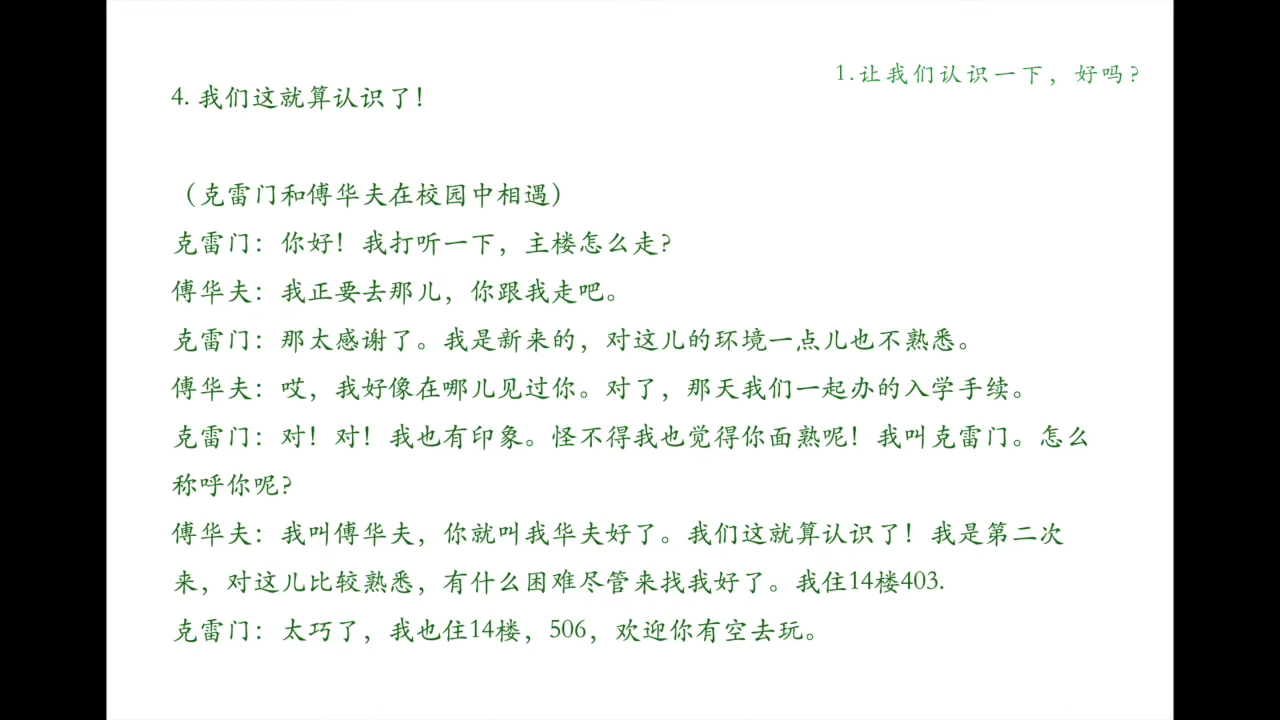 1.让我们认识一下，好吗？
4. 我们这就算认识了！
（克雷门和傅华夫在校园中相遇）
克雷门：你好！我打听一下，主楼怎么走？
傅华夫：我正要去那儿，你跟我走吧。
克雷门：那太感谢了。我是新来的，对这儿的环境一点儿也不熟悉。
傅华夫：哎，我好像在哪儿见过你。对了，那天我们一起办的入学手续。
克雷门：对！对！我也有印象。怪不得我也觉得你面熟呢！我叫克雷门。怎么
称呼你呢？
傅华夫：我叫傅华夫，你就叫我华夫好了。我们这就算认识了！我是第二次
来，对这儿比较熟悉，有什么困难尽管来找我好了。我住14楼403.
克雷门：太巧了，我也住14楼，506，欢迎你有空去玩。